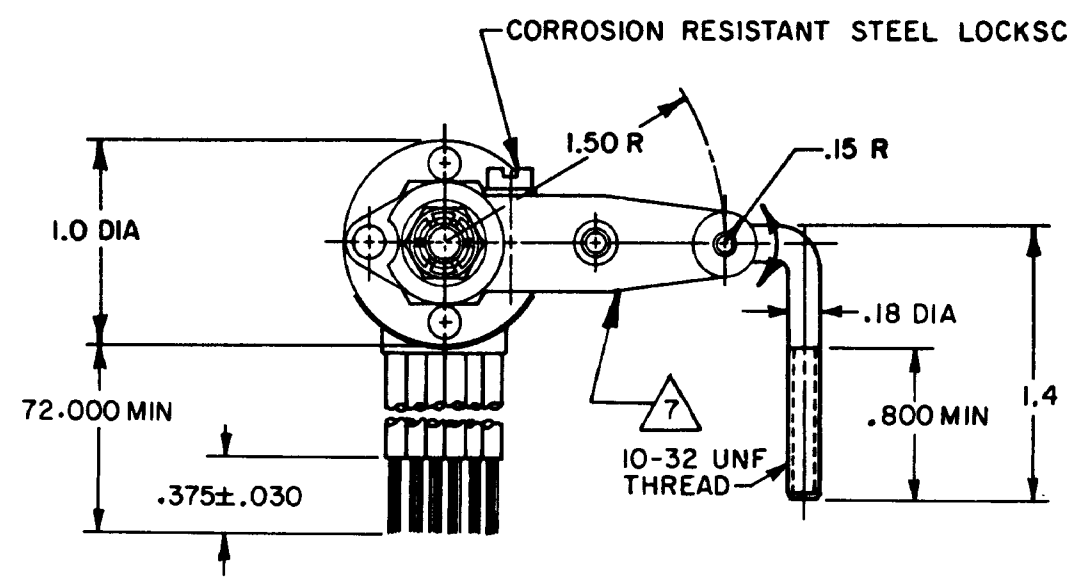 CORROSION RESISTANT STEEL LOCKSC
1.50 R
.15 R
1.0 DIA
.18 DIA
72.000 MIN
7
.800 MIN
1.4
10-32 UNF
THREAD
.375±.030